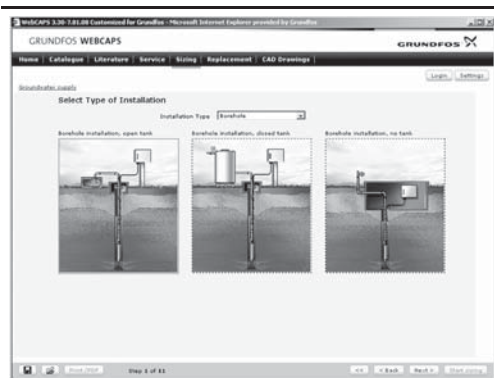 WebCAPS 3.30-7.01.08 Customized for Grundfos - Microsoft Internet Explorer provided by Grundfos
GRUNDFOS WEBCAPS
GRUNDFOS
Home | Catalogue | Literature | Service | Sizing | Replacement | CAD Drawings |
Login Settings
Groundwater supply
Select Type of Installation
Installation Type Borehole
Borehole installation, open tank Borehole installation, closed tank Borehole installation, no tank
Step 1 of 11
<< < Back Next > Start sizing